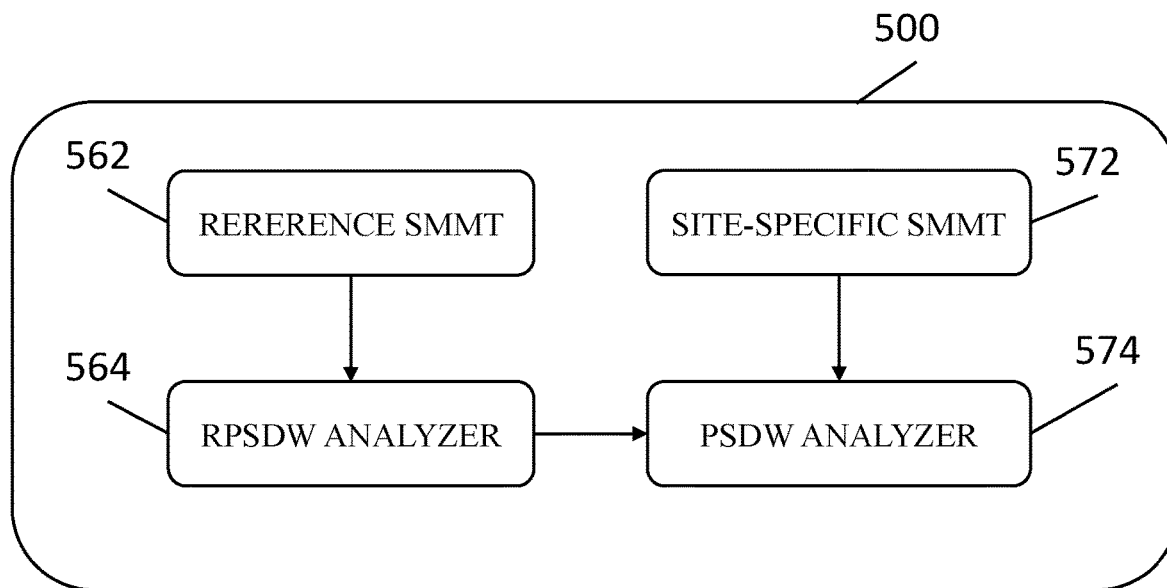 500
562
572
RERERENCE SMMT
SITE-SPECIFIC SMMT
564
574
RPSDW ANALYZER
PSDW ANALYZER